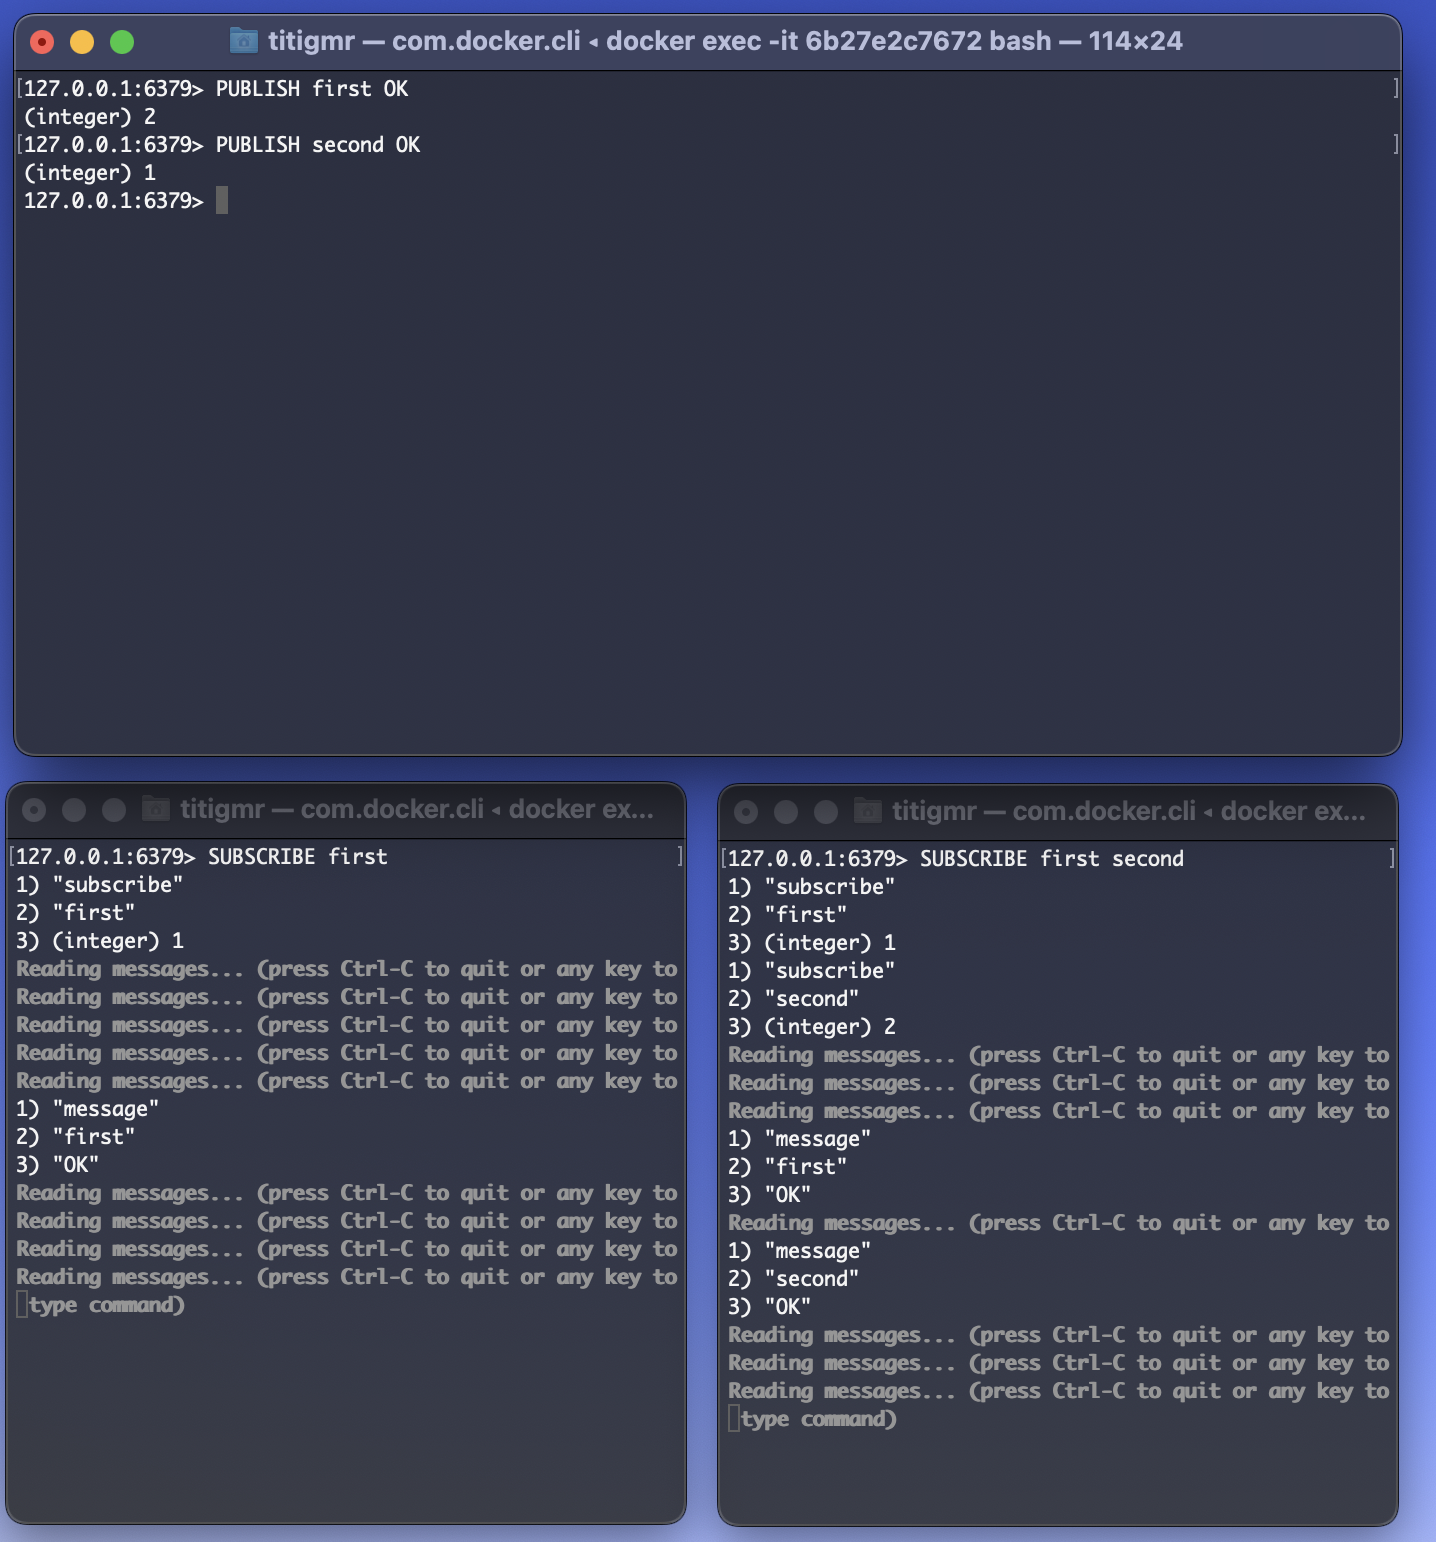 titigmr — com.docker.cli ◂ docker exec -it 6b27e2c7672 bash — 114×24
[127.0.0.1:6379> PUBLISH first OK ]
(integer) 2
[127.0.0.1:6379> PUBLISH second OK ]
(integer) 1
127.0.0.1:6379>
titigmr — com.docker.cli ◂ docker ex...
[127.0.0.1:6379> SUBSCRIBE first ]
1) "subscribe"
2) "first"
3) (integer) 1
Reading messages... (press Ctrl-C to quit or any key to
Reading messages... (press Ctrl-C to quit or any key to
Reading messages... (press Ctrl-C to quit or any key to
Reading messages... (press Ctrl-C to quit or any key to
Reading messages... (press Ctrl-C to quit or any key to
1) "message"
2) "first"
3) "OK"
Reading messages... (press Ctrl-C to quit or any key to
Reading messages... (press Ctrl-C to quit or any key to
Reading messages... (press Ctrl-C to quit or any key to
Reading messages... (press Ctrl-C to quit or any key to
type command)
titigmr — com.docker.cli ◂ docker ex...
[127.0.0.1:6379> SUBSCRIBE first second ]
1) "subscribe"
2) "first"
3) (integer) 1
1) "subscribe"
2) "second"
3) (integer) 2
Reading messages... (press Ctrl-C to quit or any key to
Reading messages... (press Ctrl-C to quit or any key to
Reading messages... (press Ctrl-C to quit or any key to
1) "message"
2) "first"
3) "OK"
Reading messages... (press Ctrl-C to quit or any key to
1) "message"
2) "second"
3) "OK"
Reading messages... (press Ctrl-C to quit or any key to
Reading messages... (press Ctrl-C to quit or any key to
Reading messages... (press Ctrl-C to quit or any key to
type command)